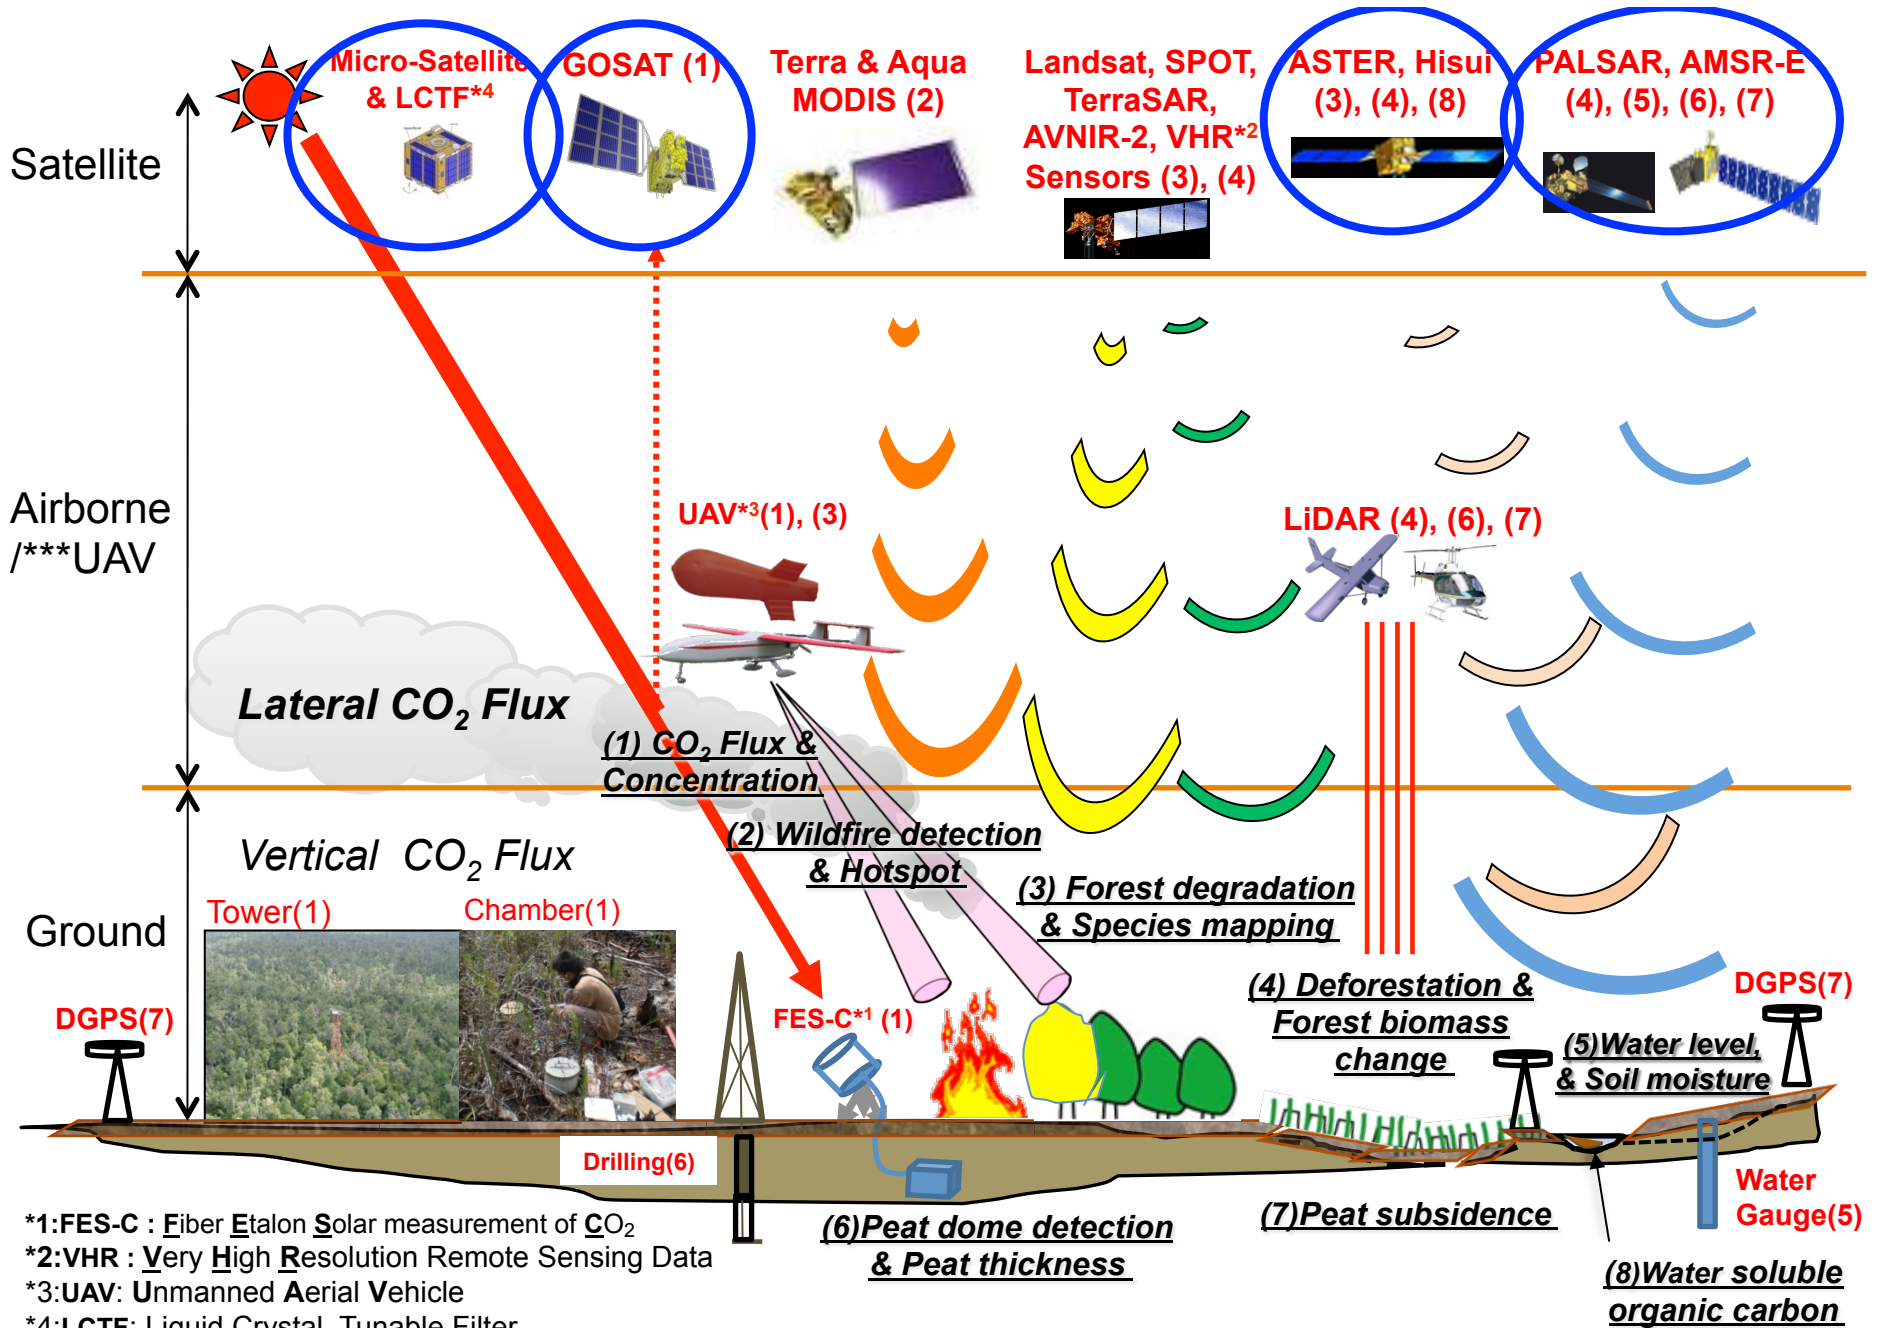 Micro-Satellite
& LCTF*4
GOSAT (1)
Terra & Aqua
MODIS (2)
Landsat, SPOT,
TerraSAR,
AVNIR-2, VHR*2
Sensors (3), (4)
ASTER, Hisui
(3), (4), (8)
PALSAR, AMSR-E
(4), (5), (6), (7)
Satellite
Airborne
/***UAV
UAV*3(1), (3)
LiDAR (4), (6), (7)
Lateral CO2 Flux
(1) CO2 Flux &
Concentration
(2) Wildfire detection
& Hotspot
Vertical CO2 Flux
(3) Forest degradation
& Species mapping
Ground
Tower(1)
Chamber(1)
(4) Deforestation &
Forest biomass
change
DGPS(7)
DGPS(7)
FES-C*1 (1)
(5)Water level,
& Soil moisture
Drilling(6)
Water
Gauge(5)
(6)Peat dome detection
& Peat thickness
(7)Peat subsidence
(8)Water soluble
organic carbon
*1:FES-C : Fiber Etalon Solar measurement of CO2
*2:VHR : Very High Resolution Remote Sensing Data
*3:UAV: Unmanned Aerial Vehicle
*4:LCTF: Liquid Crystal Tunable Filter